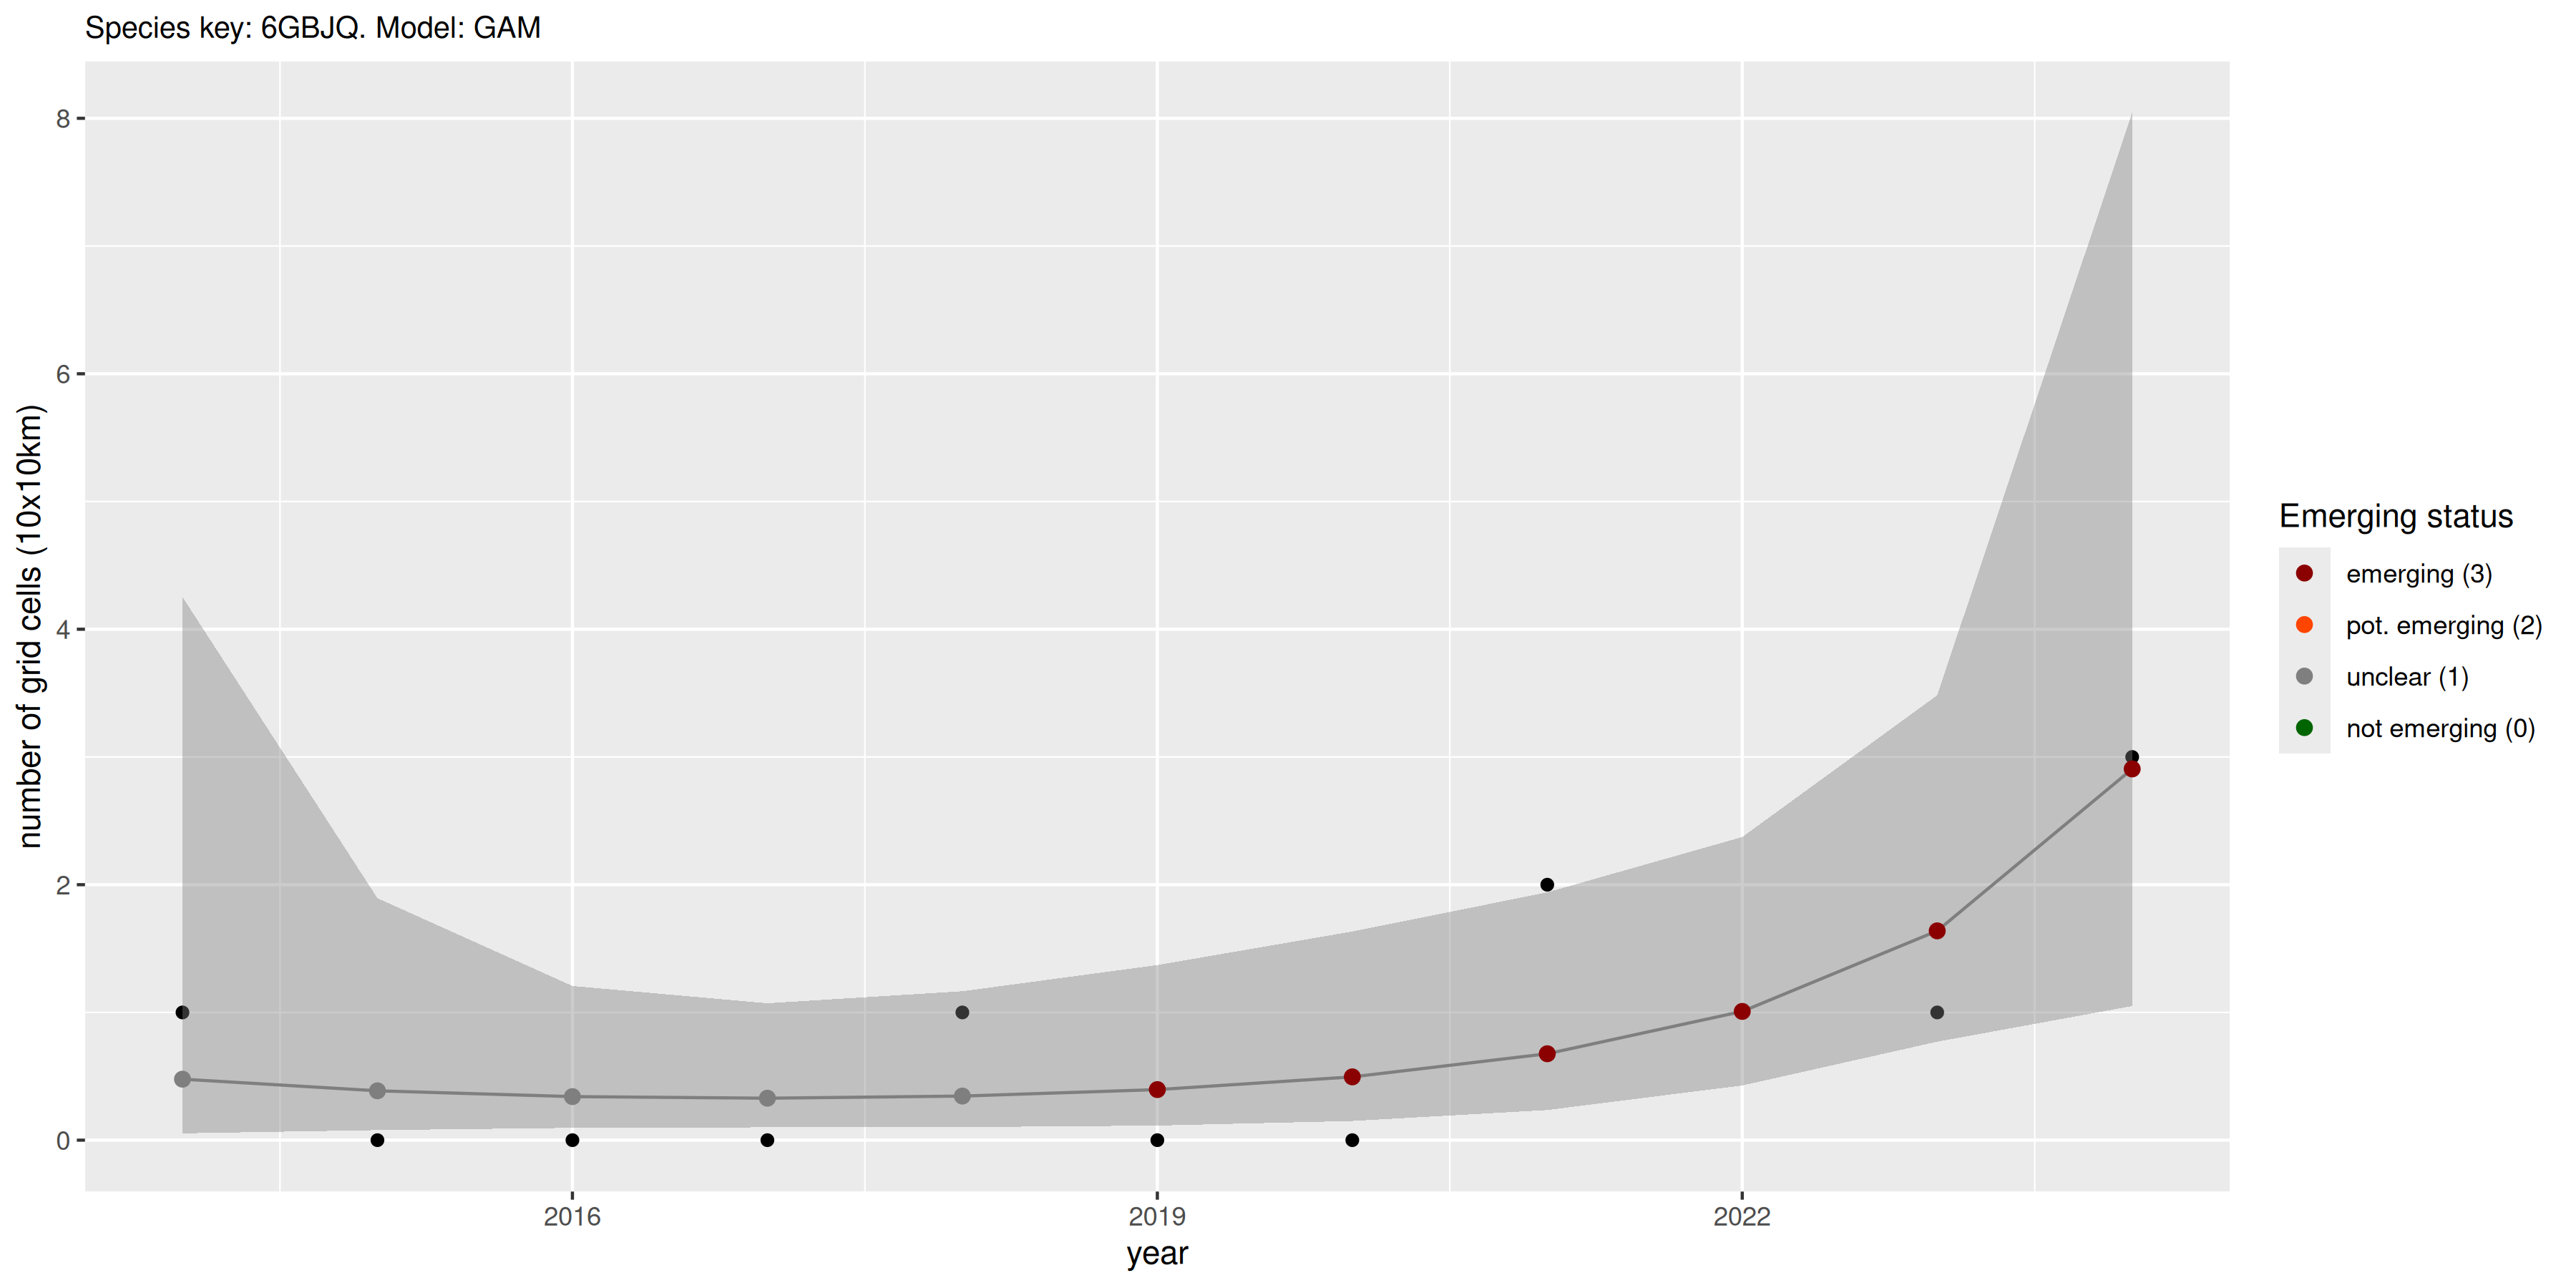 Species key: 6GBJQ. Model: GAM
8
6
4
2
0
number of grid cells (10x10km)
2016
2019
2022
year
Emerging status
emerging (3)
pot. emerging (2)
unclear (1)
not emerging (0)